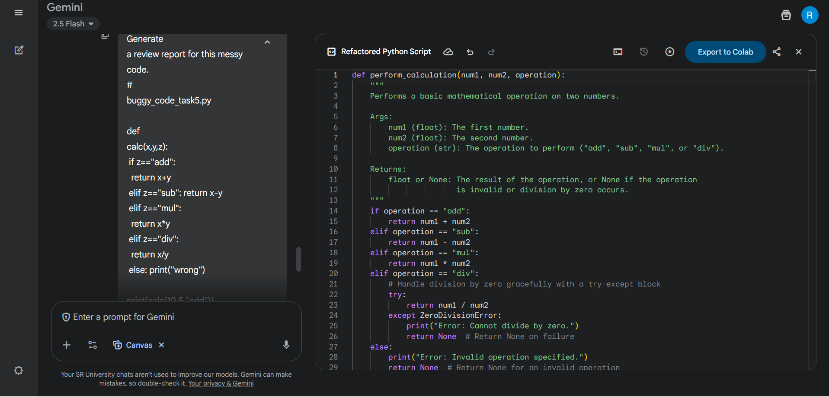 Gemini
2.5 Flash
R
Generate
a review report for this messy
code.
#
buggy_code_task5.py
def
calc(x,y,z):
if z=="add":
return x+y
elif z=="sub": return x-y
elif z=="mul":
return x*y
elif z=="div":
return x/y
else: print("wrong")
print(calc(10,5,"add"))
Enter a prompt for Gemini
Canvas
Your SR University chats aren't used to improve our models. Gemini can make
mistakes, so double-check it. Your privacy & Gemini
Refactored Python Script
Export to Colab
1 def perform_calculation(num1, num2, operation):
2 """
3 Performs a basic mathematical operation on two numbers.
4
5 Args:
6 num1 (float): The first number.
7 num2 (float): The second number.
8 operation (str): The operation to perform ("add", "sub", "mul", or "div").
9
10 Returns:
11 float or None: The result of the operation, or None if the operation
12 is invalid or division by zero occurs.
13 """
14 if operation == "add":
15 return num1 + num2
16 elif operation == "sub":
17 return num1 - num2
18 elif operation == "mul":
19 return num1 * num2
20 elif operation == "div":
21 # Handle division by zero gracefully with a try-except block
22 try:
23 return num1 / num2
24 except ZeroDivisionError:
25 print("Error: Cannot divide by zero.")
26 return None # Return None on failure
27 else:
28 print("Error: Invalid operation specified.")
29 return None # Return None for an invalid operation